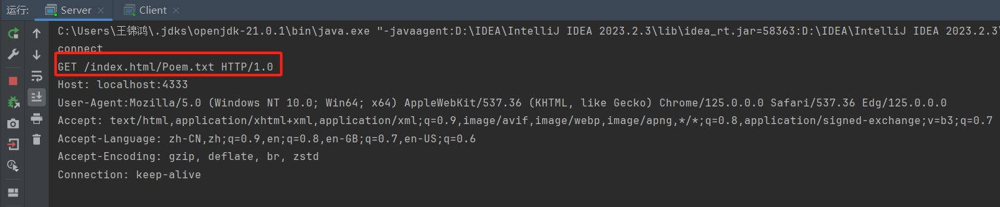 运行: Server Client
C:\Users\王锦鸿\.jdks\openjdk-21.0.1\bin\java.exe "-javaagent:D:\IDEA\IntelliJ IDEA 2023.2.3\lib\idea_rt.jar=58363:D:\IDEA\IntelliJ IDEA 2023.2.3\
connect
GET /index.html/Poem.txt HTTP/1.0
Host: localhost:4333
User-Agent:Mozilla/5.0 (Windows NT 10.0; Win64; x64) AppleWebKit/537.36 (KHTML, like Gecko) Chrome/125.0.0.0 Safari/537.36 Edg/125.0.0.0
Accept: text/html,application/xhtml+xml,application/xml;q=0.9,image/avif,image/webp,image/apng,*/*;q=0.8,application/signed-exchange;v=b3;q=0.7
Accept-Language: zh-CN,zh;q=0.9,en;q=0.8,en-GB;q=0.7,en-US;q=0.6
Accept-Encoding: gzip, deflate, br, zstd
Connection: keep-alive